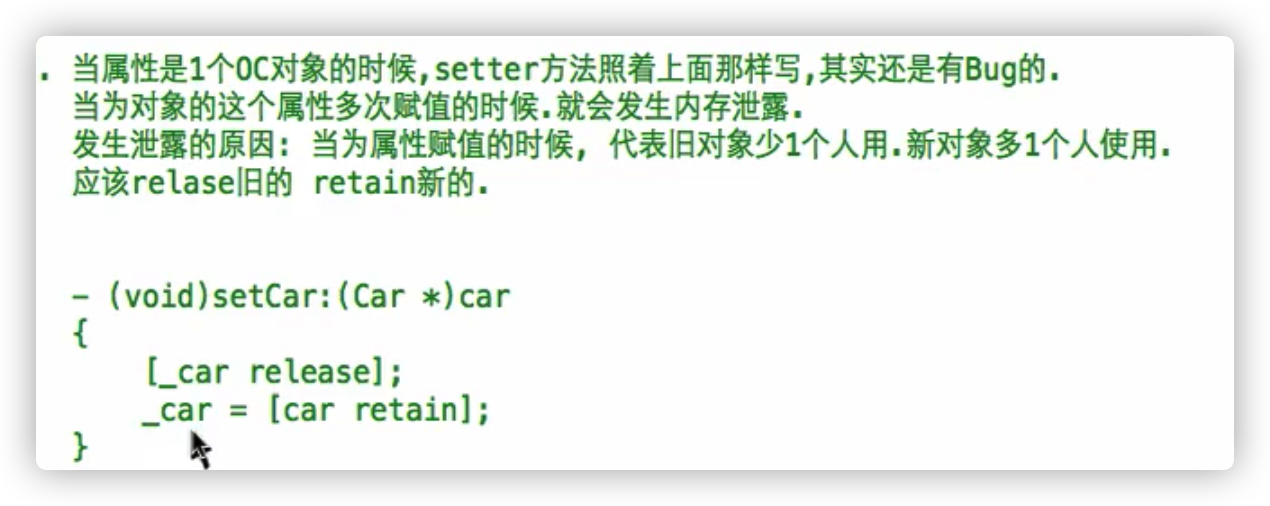 . 当属性是1个OC对象的时候,setter方法照着上面那样写,其实还是有Bug的.
当为对象的这个属性多次赋值的时候.就会发生内存泄露.
发生泄露的原因: 当为属性赋值的时候, 代表旧对象少1个人用.新对象多1个人使用.
应该relase旧的 retain新的.
- (void)setCar:(Car *)car
{
[_car release];
_car = [car retain];
}